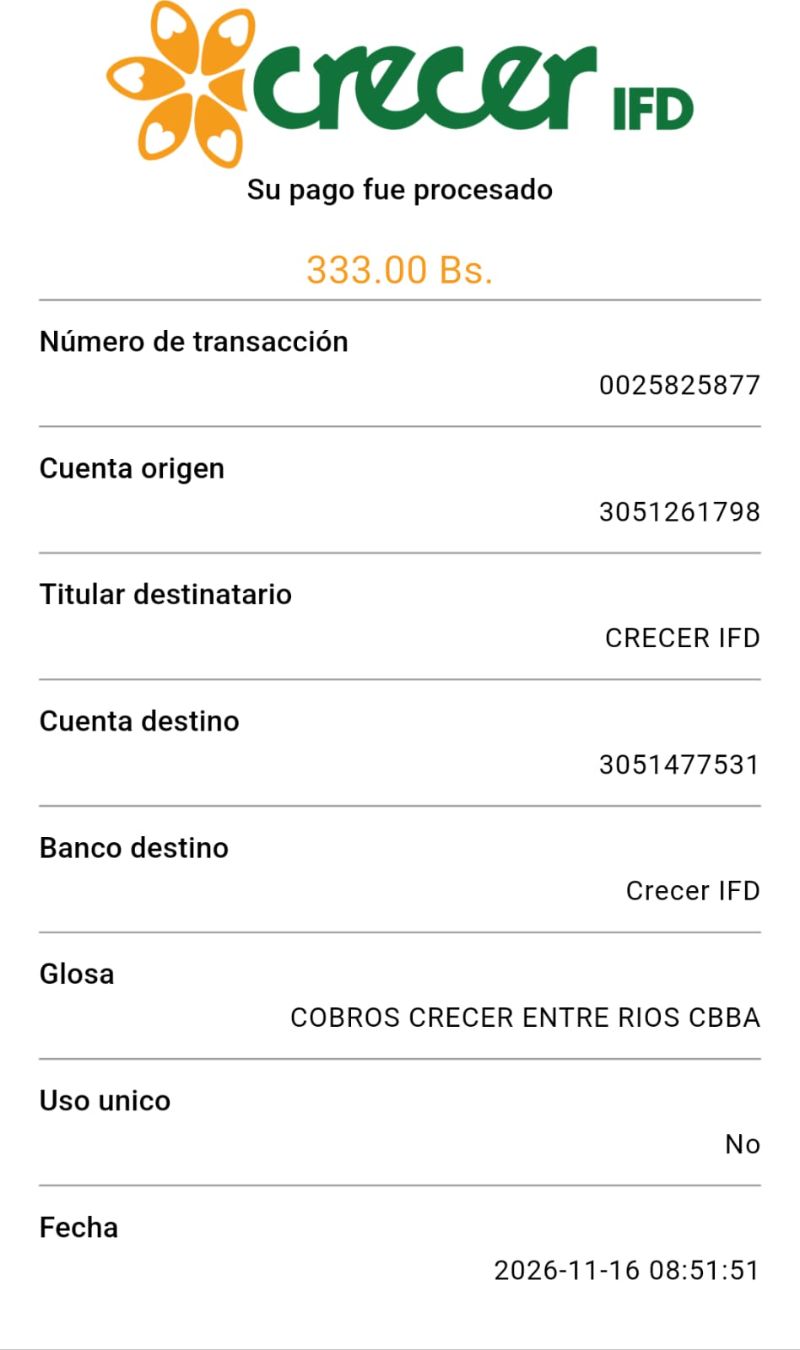 crecer IFD
Su pago fue procesado
333.00 Bs.
Número de transacción
0025825877
Cuenta origen
3051261798
Titular destinatario
CRECER IFD
Cuenta destino
3051477531
Banco destino
Crecer IFD
Glosa
COBROS CRECER ENTRE RIOS CBBA
Uso unico
No
Fecha
2026-11-16 08:51:51